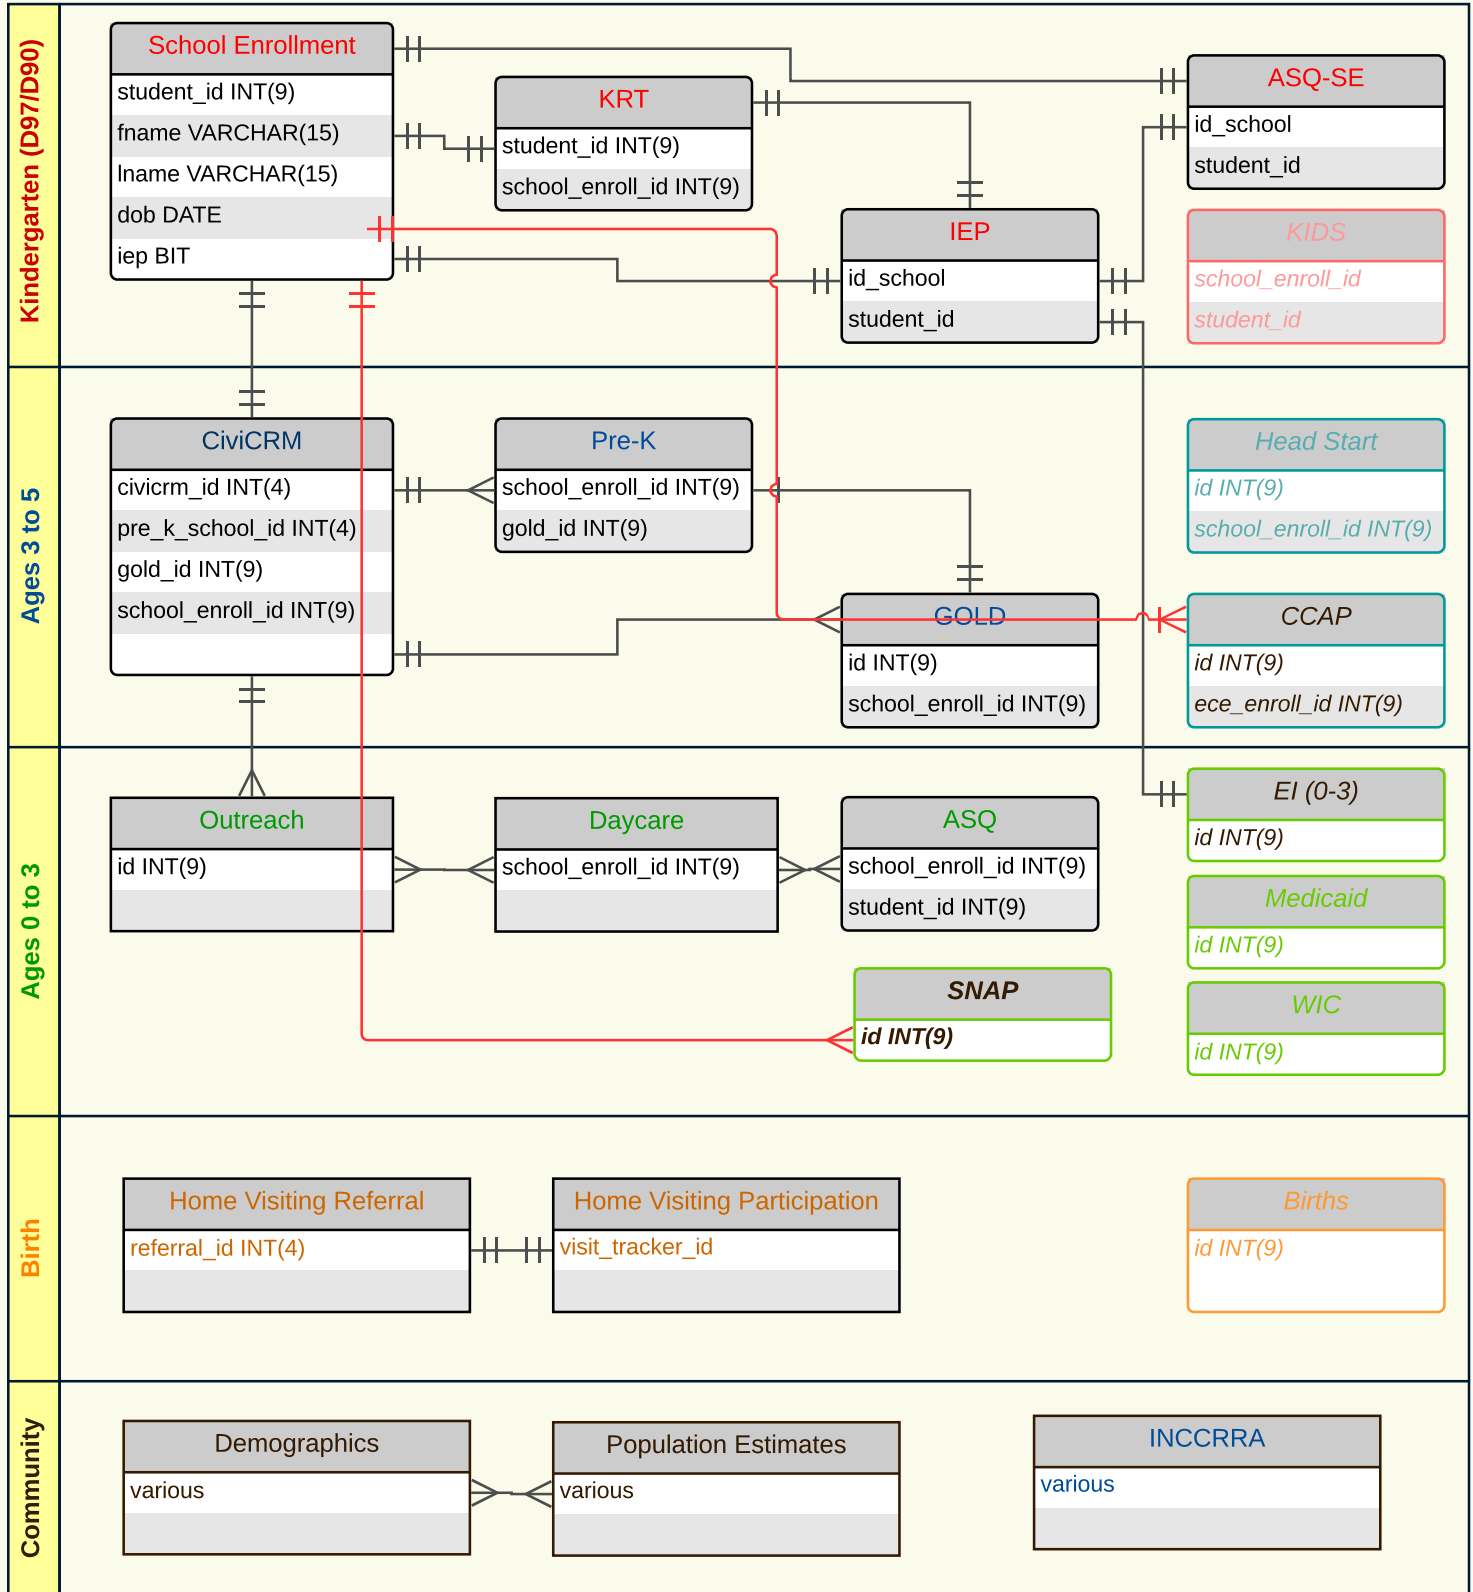 Kindergarten (D97/D90)
School Enrollment
student_id INT(9)
fname VARCHAR(15)
lname VARCHAR(15)
dob DATE
iep BIT
KRT
student_id INT(9)
school_enroll_id INT(9)
ASQ-SE
id_school
student_id
IEP
id_school
student_id
KIDS
school_enroll_id
student_id
Ages 3 to 5
CiviCRM
civicrm_id INT(4)
pre_k_school_id INT(4)
gold_id INT(9)
school_enroll_id INT(9)
Pre-K
school_enroll_id INT(9)
gold_id INT(9)
Head Start
id INT(9)
school_enroll_id INT(9)
GOLD
id INT(9)
school_enroll_id INT(9)
CCAP
id INT(9)
ece_enroll_id INT(9)
Ages 0 to 3
Outreach
id INT(9)
Daycare
school_enroll_id INT(9)
ASQ
school_enroll_id INT(9)
student_id INT(9)
EI (0-3)
id INT(9)
Medicaid
id INT(9)
SNAP
id INT(9)
WIC
id INT(9)
Birth
Home Visiting Referral
referral_id INT(4)
Home Visiting Participation
visit_tracker_id
Births
id INT(9)
Community
Demographics
various
Population Estimates
various
INCCRRA
various